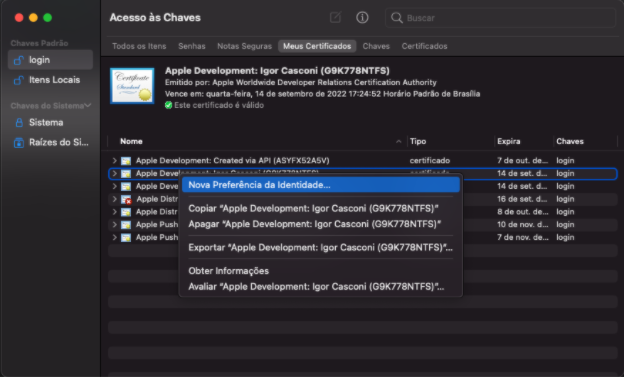 Acesso às Chaves
Buscar
Chaves Padrão
login
Itens Locais
Chaves do Sistema
Sistema
Raízes do Si...
Todos os Itens
Senhas
Notas Seguras
Meus Certificados
Chaves
Certificados
Certificate
Standard
Apple Development: Igor Casconi (G9K778NTFS)
Emitido por: Apple Worldwide Developer Relations Certification Authority
Vence em: quarta-feira, 14 de setembro de 2022 17:24:52 Horário Padrão de Brasília
Este certificado é válido
Nome Tipo Expira Chaves
Apple Development: Created via API (ASYFX52A5V) certificado 7 de out. de... login
Apple Development: Igor Casconi (G9K778NTFS) certificado 14 de set. d... login
Apple Deve 14 de set. d... login
Apple Distr 16 de set. d... login
Apple Distr 8 de out. de... login
Apple Push 10 de nov. de... login
Apple Push 7 de nov. de... login
Nova Preferência da Identidade...
Copiar “Apple Development: Igor Casconi (G9K778NTFS)”
Apagar “Apple Development: Igor Casconi (G9K778NTFS)”
Exportar “Apple Development: Igor Casconi (G9K778NTFS)”...
Obter Informações
Avaliar “Apple Development: Igor Casconi (G9K778NTFS)”...